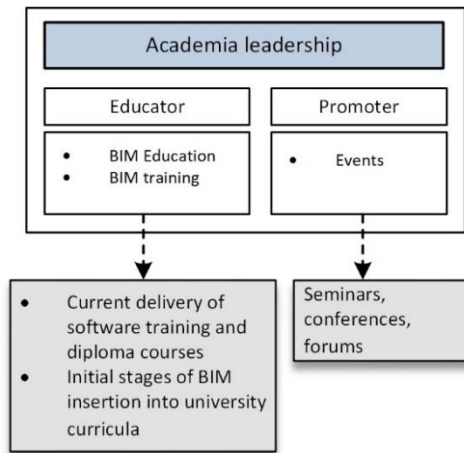 Academia leadership
Educator
Promoter
• BIM Education
• BIM training
• Events
• Current delivery of
software training and
diploma courses
• Initial stages of BIM
insertion into university
curricula
Seminars,
conferences,
forums